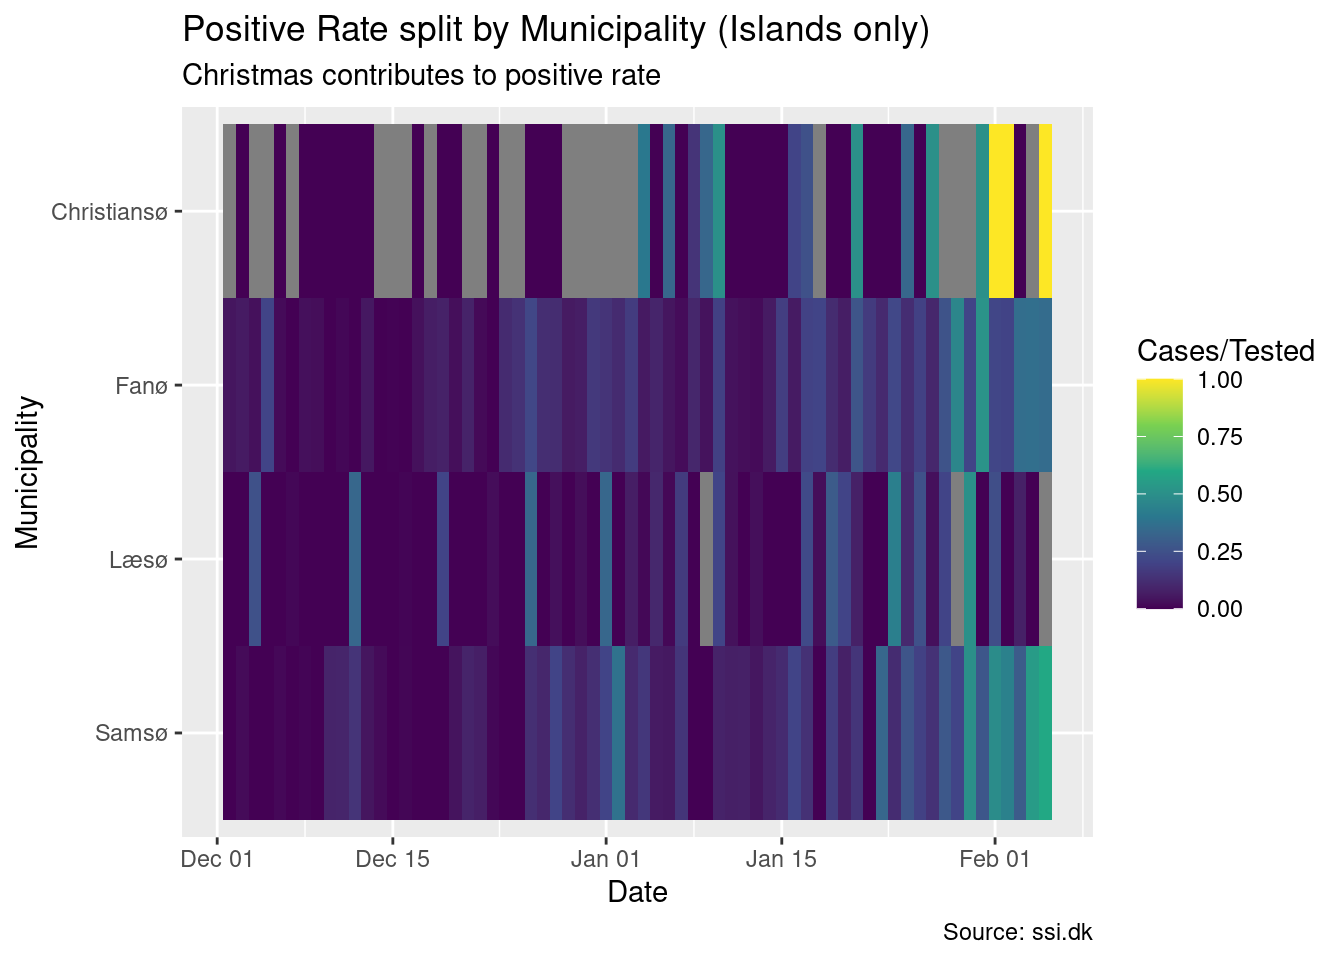 Positive Rate split by Municipality (Islands only)
Christmas contributes to positive rate
Municipality
Christiansø
Fanø
Læsø
Samsø
Dec 01
Dec 15
Jan 01
Jan 15
Feb 01
Date
Cases/Tested
1.00
0.75
0.50
0.25
0.00
Source: ssi.dk